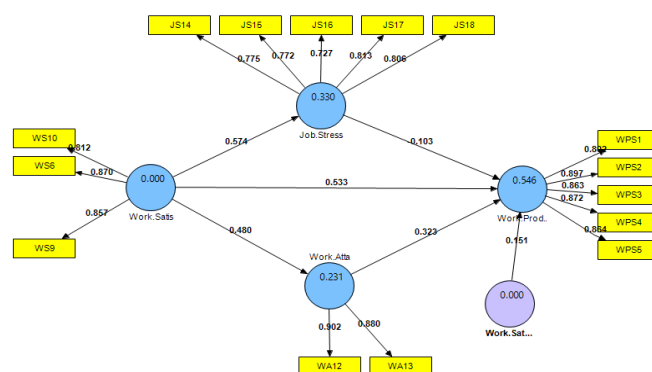 JS14
JS15
JS16
JS17
JS18
0.775
0.772
0.727
0.813
0.806
0.330
Job.Stress
WS10
WS6
WS9
0.812
0.870
0.857
0.000
Work.Satis
0.574
-0.103
0.533
0.480
0.323
0.546
WPS1
WPS2
WPS3
WPS4
WPS5
0.897
0.863
0.872
0.864
0.151
Work.Atta
0.231
0.902
0.880
WA12
WA13
0.000
Work.Sat...